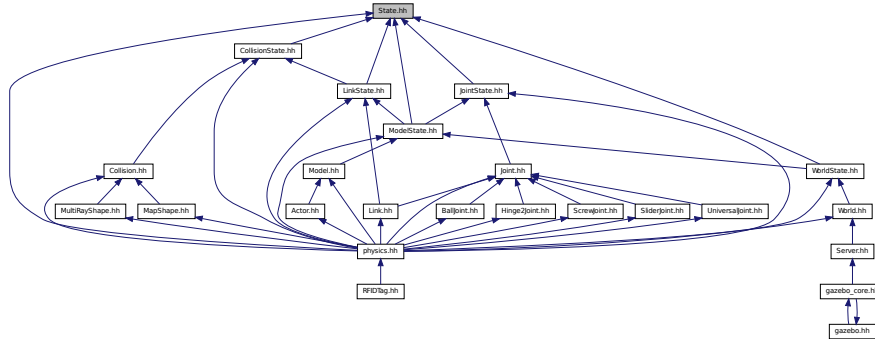 State.hh
CollisionState.hh
LinkState.hh
JointState.hh
ModelState.hh
Collision.hh
Model.hh
Joint.hh
WorldState.hh
MultiRayShape.hh
MapShape.hh
Actor.hh
Link.hh
BallJoint.hh
Hinge2Joint.hh
ScrewJoint.hh
SliderJoint.hh
UniversalJoint.hh
World.hh
physics.hh
Server.hh
RFIDTag.hh
gazebo_core.hh
gazebo.hh